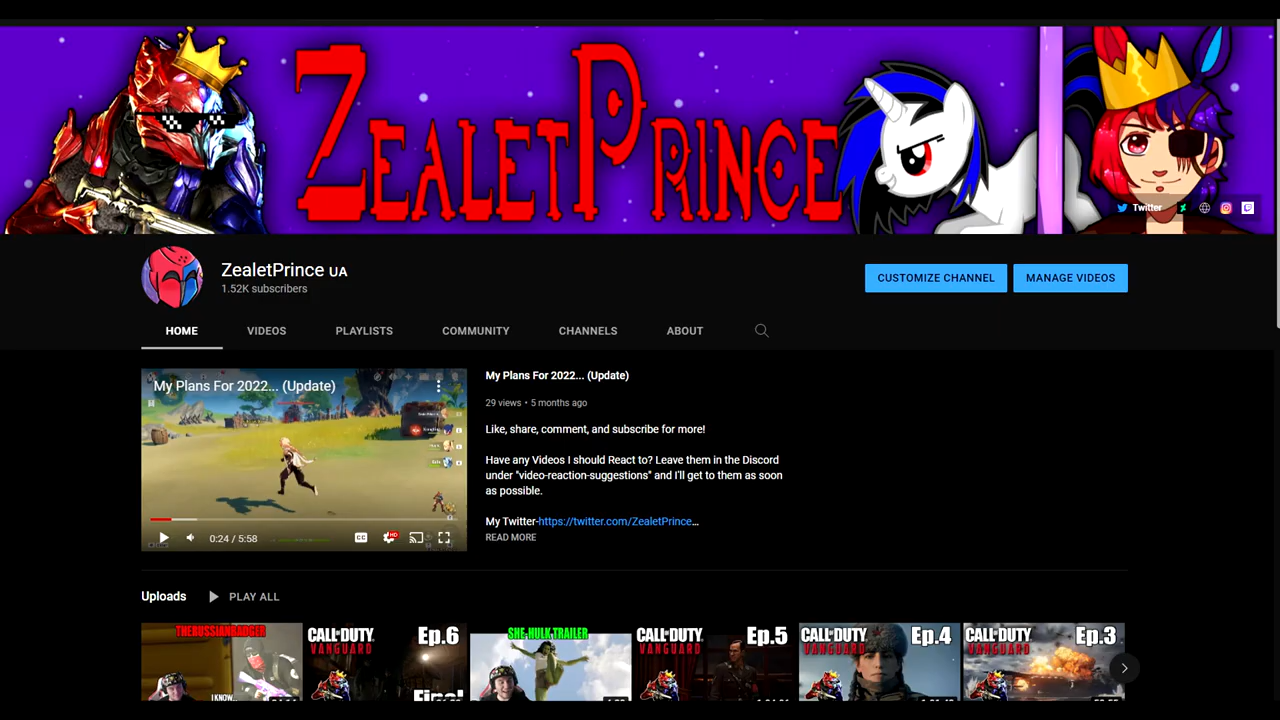 ZEALETPRINCE
Twitter
ZealetPrince UA
1.52K subscribers
CUSTOMIZE CHANNEL
MANAGE VIDEOS
HOME
VIDEOS
PLAYLISTS
COMMUNITY
CHANNELS
ABOUT
My Plans For 2022... (Update)
CC
HD
0:24 / 5:58
My Plans For 2022... (Update)
29 views • 5 months ago
Like, share, comment, and subscribe for more!
Have any Videos I should React to? Leave them in the Discord
under "video-reaction-suggestions" and I'll get to them as soon
as possible.
My Twitter-https://twitter.com/ZealetPrince...
READ MORE
Uploads
PLAY ALL
THERUSSIANBADGER
I KNOW...
CALL OF DUTY
VANGUARD
Ep.6
Final
SHE-HULK TRAILER
CALL OF DUTY
VANGUARD
Ep.5
CALL OF DUTY
VANGUARD
Ep.4
CALL OF DUTY
VANGUARD
Ep.3